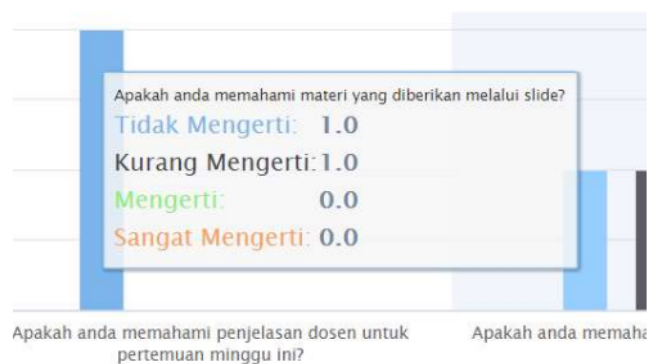 Apakah anda memahami materi yang diberikan melalui slide?
Tidak Mengerti: 1.0
Kurang Mengerti: 1.0
Mengerti: 0.0
Sangat Mengerti: 0.0
Apakah anda memahami penjelasan dosen untuk
pertemuan minggu ini?
Apakah anda memaha